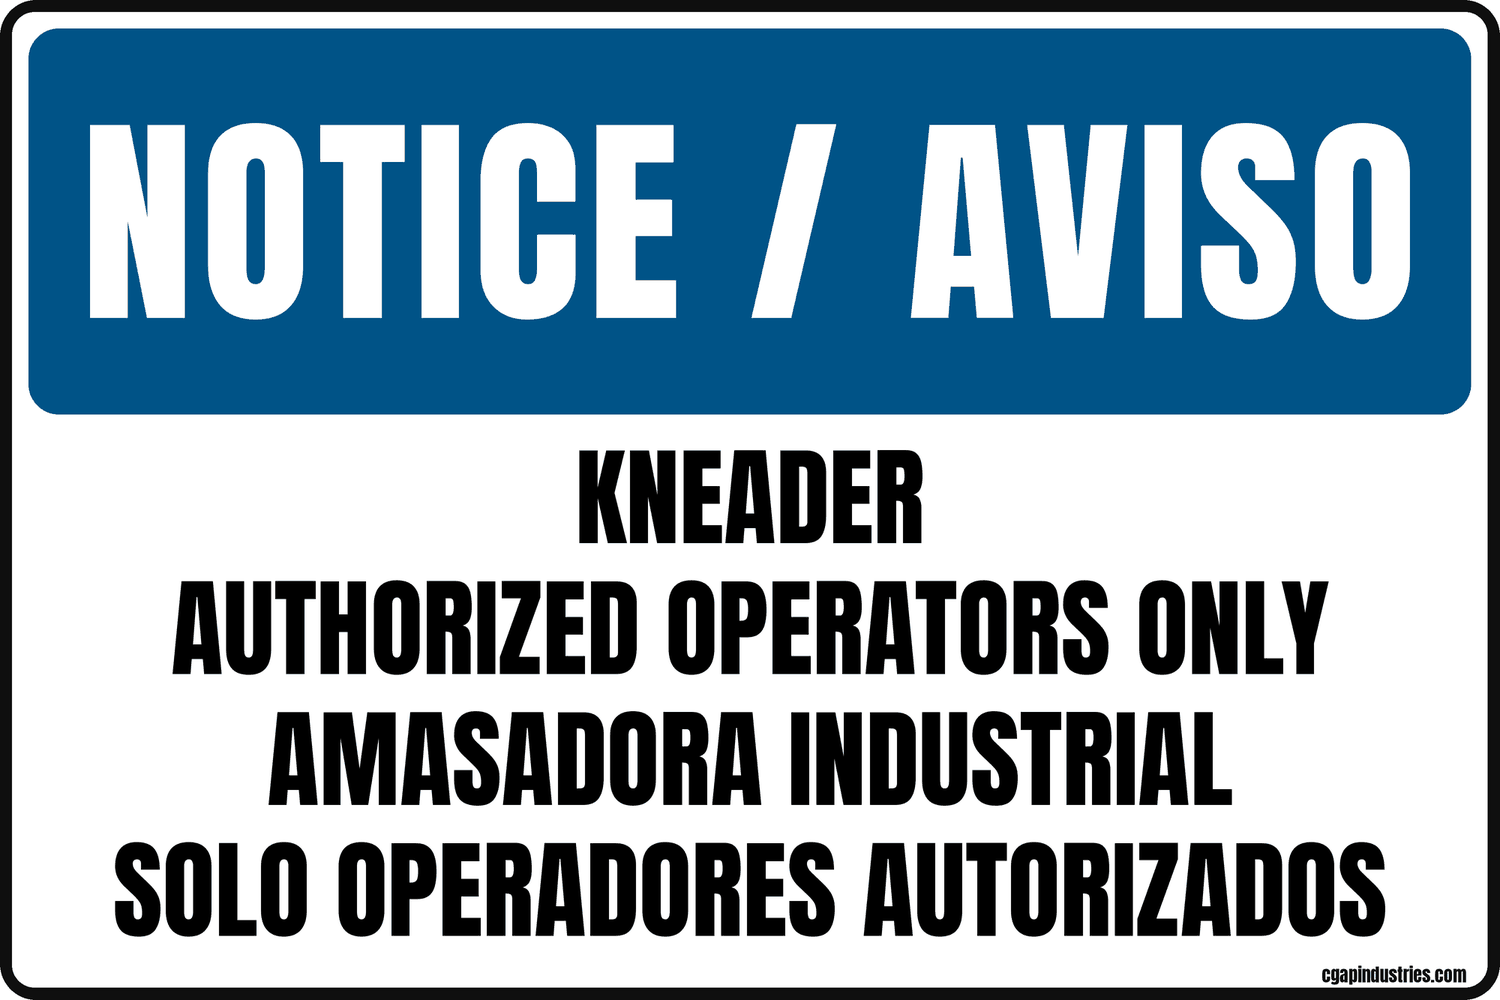 NOTICE / AVISO
KNEADER
AUTHORIZED OPERATORS ONLY
AMASADORA INDUSTRIAL
SOLO OPERADORES AUTORIZADOS
cgapindustries.com